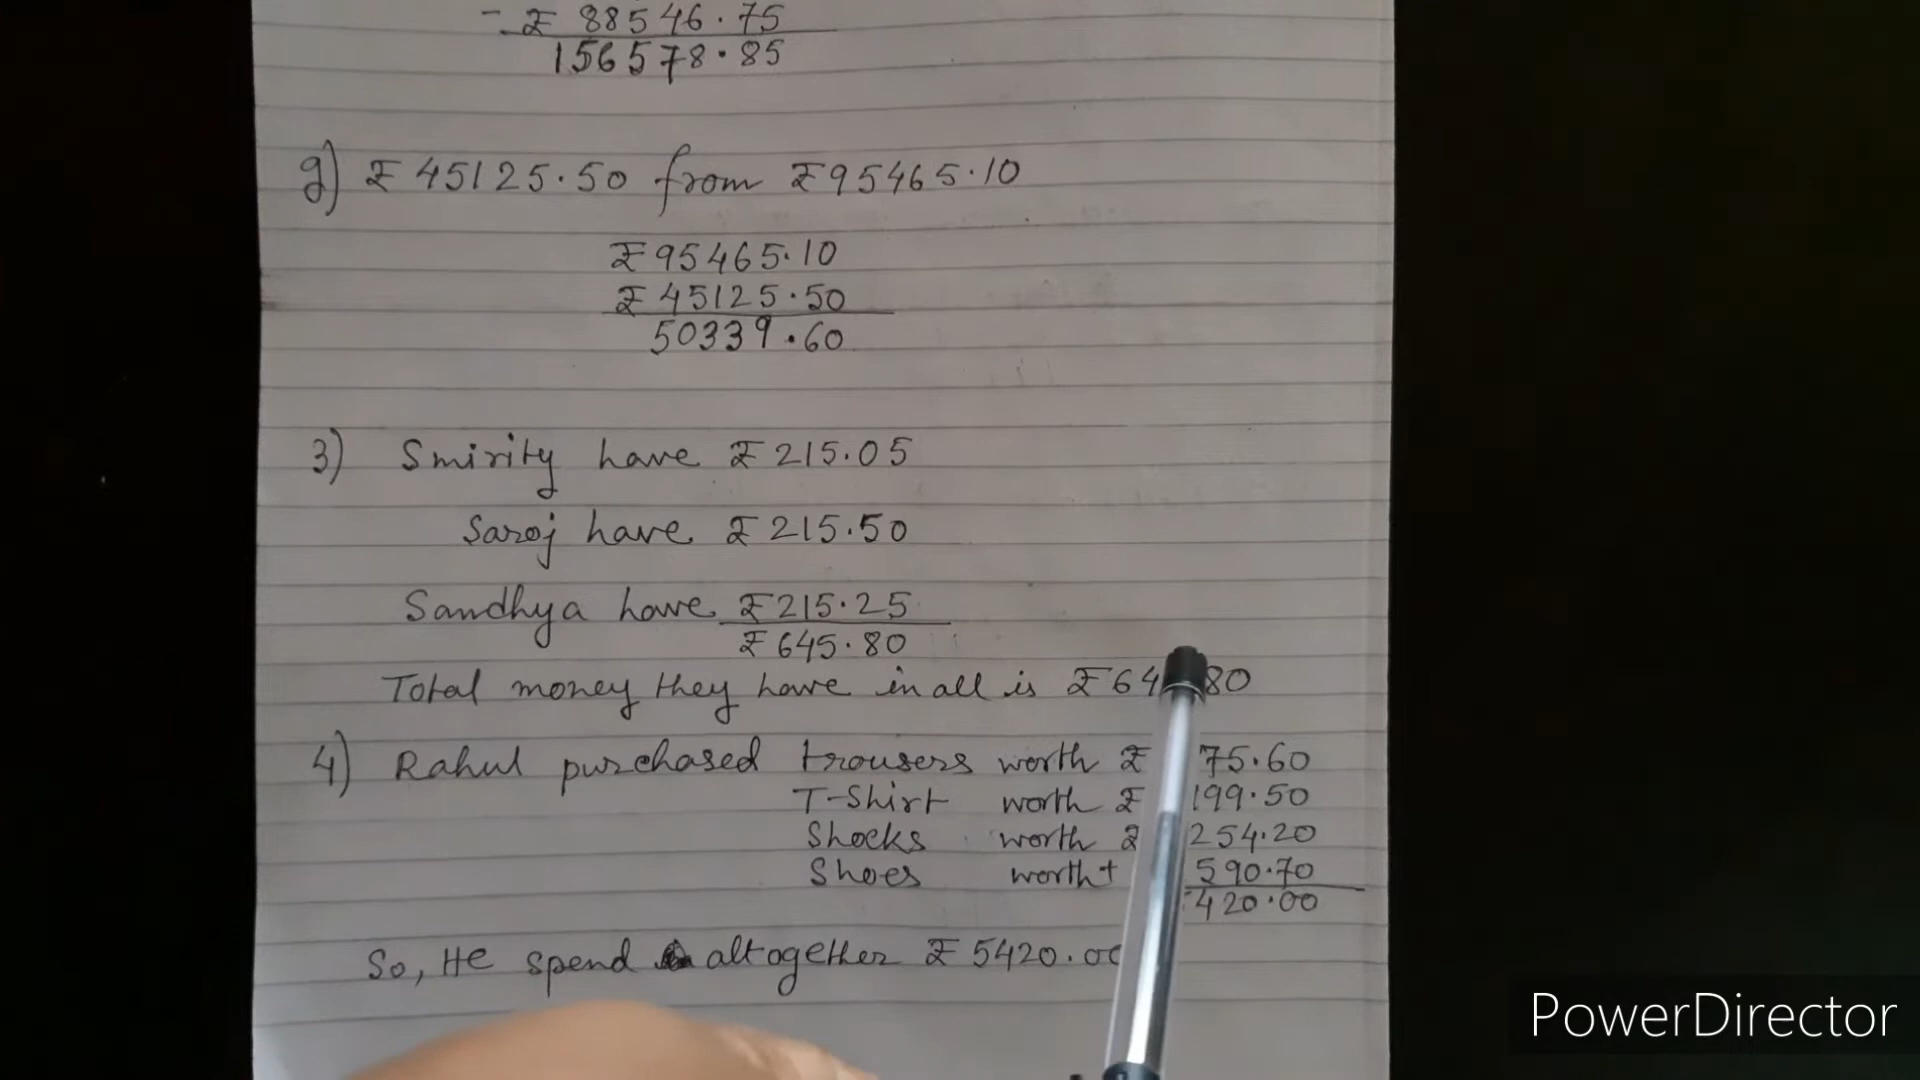 - ₹ 88546.75
156578.85
g) ₹ 45125.50 from ₹95465.10
₹95465.10
₹ 45125.50
50339.60
3) Smirity have ₹ 215.05
Saroj have ₹ 215.50
Sandhya have ₹215.25
₹ 645.80
Total money they have in all is ₹ 64 80
4) Rahul purchased trousers worth ₹ 75.60
T-Shirt worth ₹ 199.50
Shocks worth ₹ 254.20
Shoes worth + 590.70
420.00
So, He spend altogether ₹ 5420.00
PowerDirector